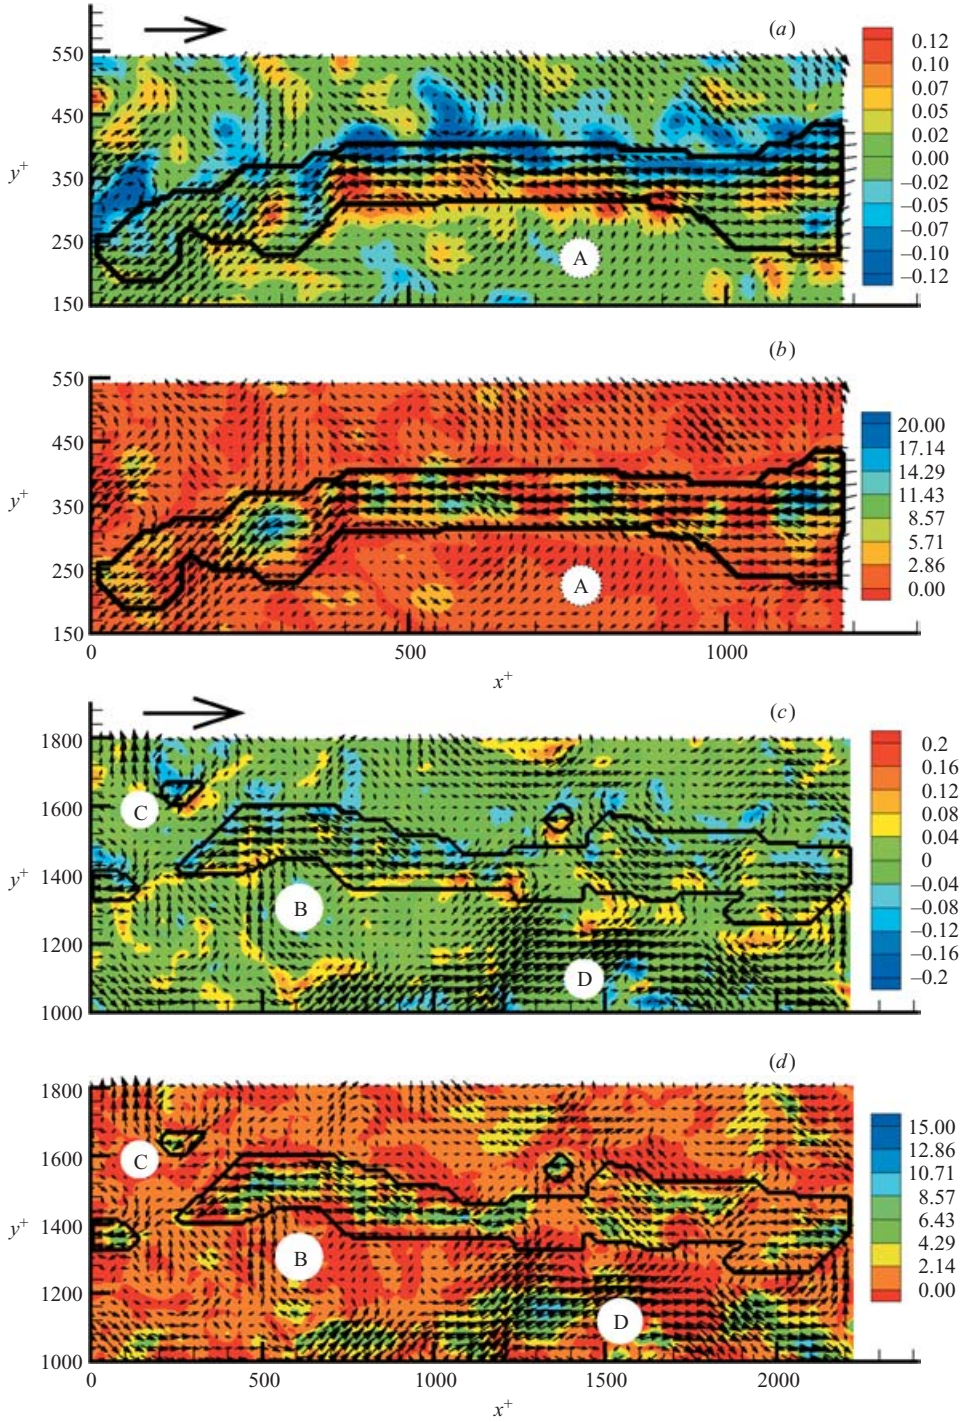 (a)
550
450
y+
350
250
150
A
0.12
0.10
0.07
0.05
0.02
0.00
–0.02
–0.05
–0.07
–0.10
–0.12
(b)
550
450
y+
350
250
150
A
20.00
17.14
14.29
11.43
8.57
5.71
2.86
0.00
0 500 1000
x+
(c)
1800
1600
y+
1400
1200
1000
C
B
D
0.2
0.16
0.12
0.08
0.04
0
–0.04
–0.08
–0.12
–0.16
–0.2
(d)
1800
1600
y+
1400
1200
1000
C
B
D
15.00
12.86
10.71
8.57
6.43
4.29
2.14
0.00
0 500 1000 1500 2000
x+